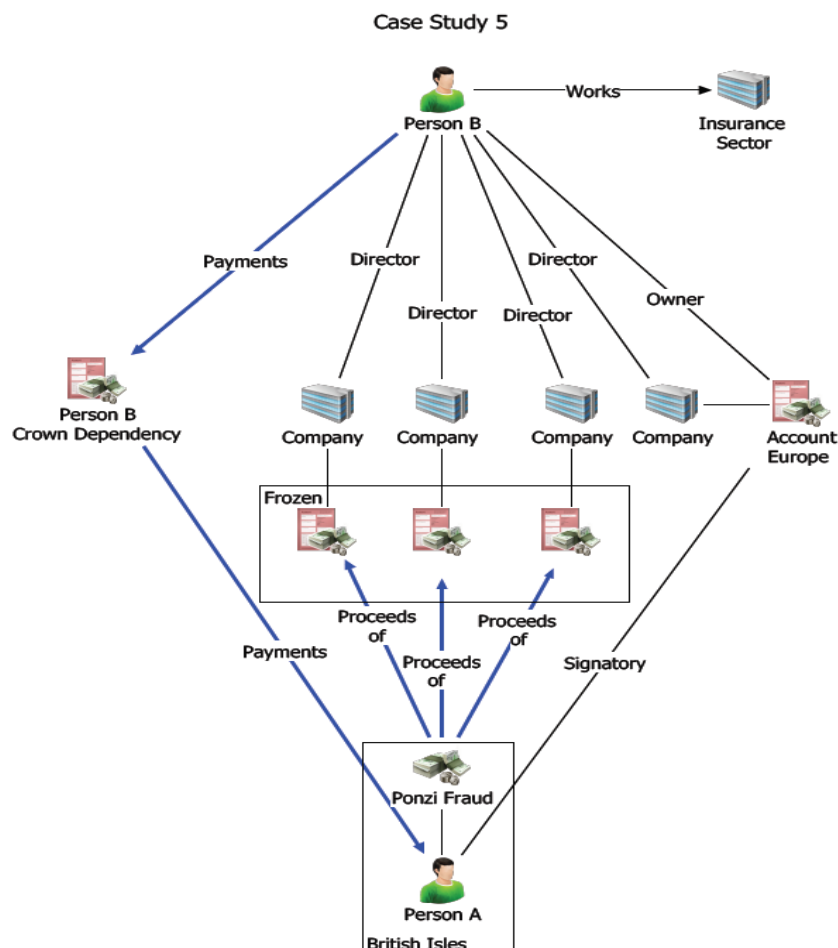 Case Study 5
Works
Person B
Insurance
Sector
Payments
Director
Director
Director
Director
Owner
Person B
Crown Dependency
Company
Company
Company
Company
Account
Europe
Frozen
Proceeds
of
Proceeds
of
Proceeds
of
Payments
Signatory
Ponzi Fraud
Person A
British Isles